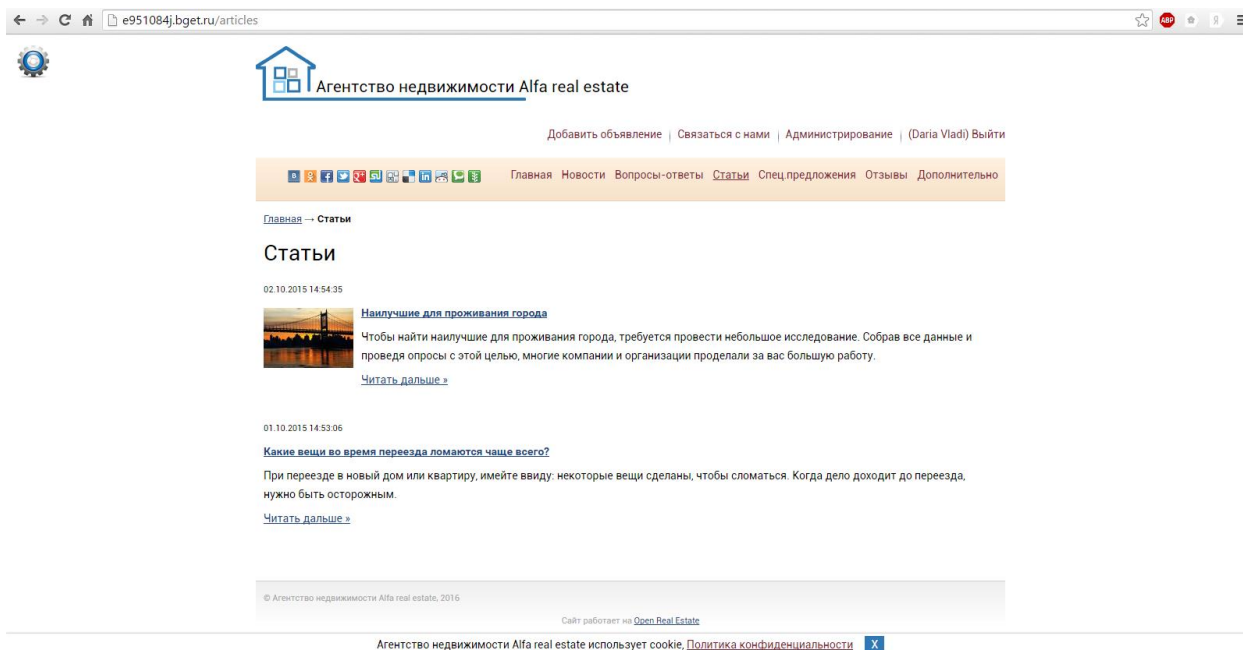 e951084j.bget.ru/articles
ABP
Агентство недвижимости Alfa real estate
Добавить объявление | Связаться с нами | Администрирование | (Daria Vladi) Выйти
Главная Новости Вопросы-ответы Статьи Спец.предложения Отзывы Дополнительно
Главная → Статьи
Статьи
02.10.2015 14:54:35
Наилучшие для проживания города
Чтобы найти наилучшие для проживания города, требуется провести небольшое исследование. Собрав все данные и
проведя опросы с этой целью, многие компании и организации проделали за вас большую работу.
Читать дальше »
01.10.2015 14:53:06
Какие вещи во время переезда ломаются чаще всего?
При переезде в новый дом или квартиру, имейте ввиду: некоторые вещи сделаны, чтобы сломаться. Когда дело доходит до переезда,
нужно быть осторожным.
Читать дальше »
© Агентство недвижимости Alfa real estate, 2016
Сайт работает на Open Real Estate
Агентство недвижимости Alfa real estate использует cookie, Политика конфиденциальности X